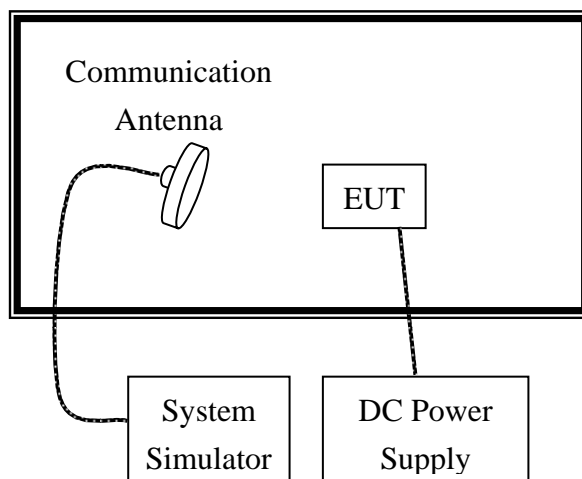 Communication
Antenna
EUT
System
Simulator
DC Power
Supply